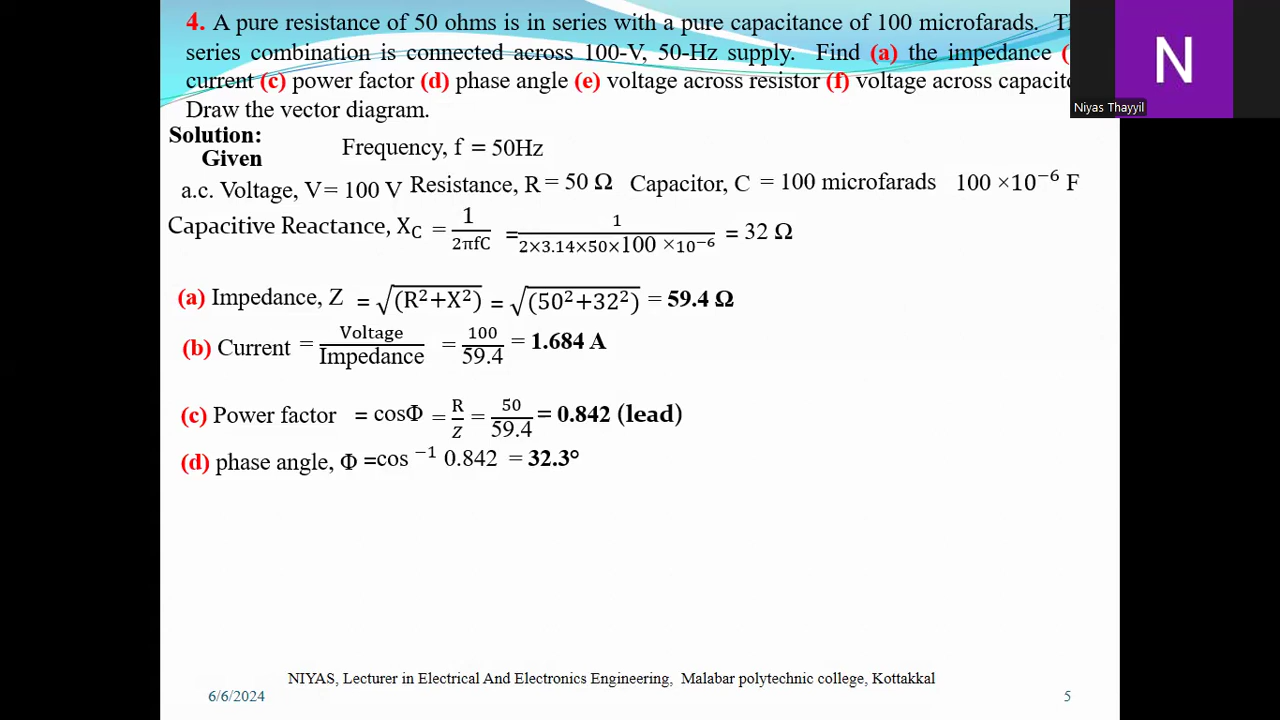 4. A pure resistance of 50 ohms is in series with a pure capacitance of 100 microfarads.
series combination is connected across 100-V, 50-Hz supply. Find (a) the impedance
current (c) power factor (d) phase angle (e) voltage across resistor (f) voltage across
Draw the vector diagram.
N
Niyas Thayyil
Solution:
Given
Frequency, f = 50Hz
a.c. Voltage, V= 100 V Resistance, R = 50 Ω Capacitor, C = 100 microfarads 100 ×10⁻⁶ F
Capacitive Reactance, X_C = 1/2πfC = 1/2×3.14×50×100 ×10⁻⁶ = 32 Ω
(a) Impedance, Z = √(R²+X²) = √(50²+32²) = 59.4 Ω
(b) Current = Voltage/Impedance = 100/59.4 = 1.684 A
(c) Power factor = cosΦ = R/Z = 50/59.4 = 0.842 (lead)
(d) phase angle, Φ =cos ⁻¹ 0.842 = 32.3°
NIYAS, Lecturer in Electrical And Electronics Engineering, Malabar polytechnic college, Kottakkal
6/6/2024
5